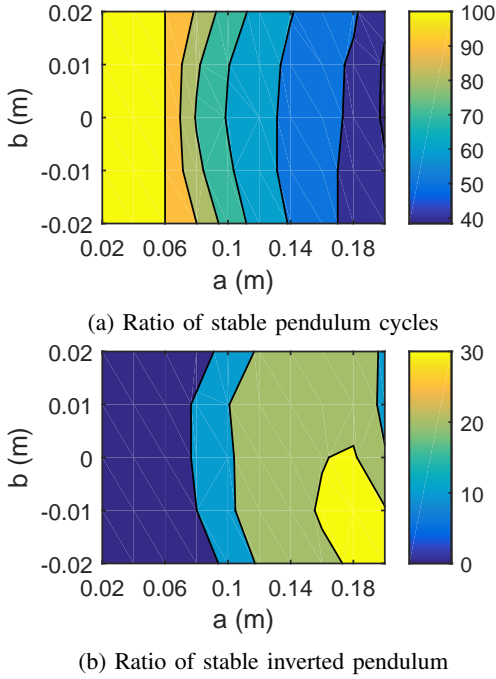 0.02
0.01
0
-0.01
-0.02
b (m)
0.02 0.06 0.1 0.14 0.18
a (m)
100
90
80
70
60
50
40
(a) Ratio of stable pendulum cycles
0.02
0.01
0
-0.01
-0.02
b (m)
0.02 0.06 0.1 0.14 0.18
a (m)
30
20
10
0
(b) Ratio of stable inverted pendulum